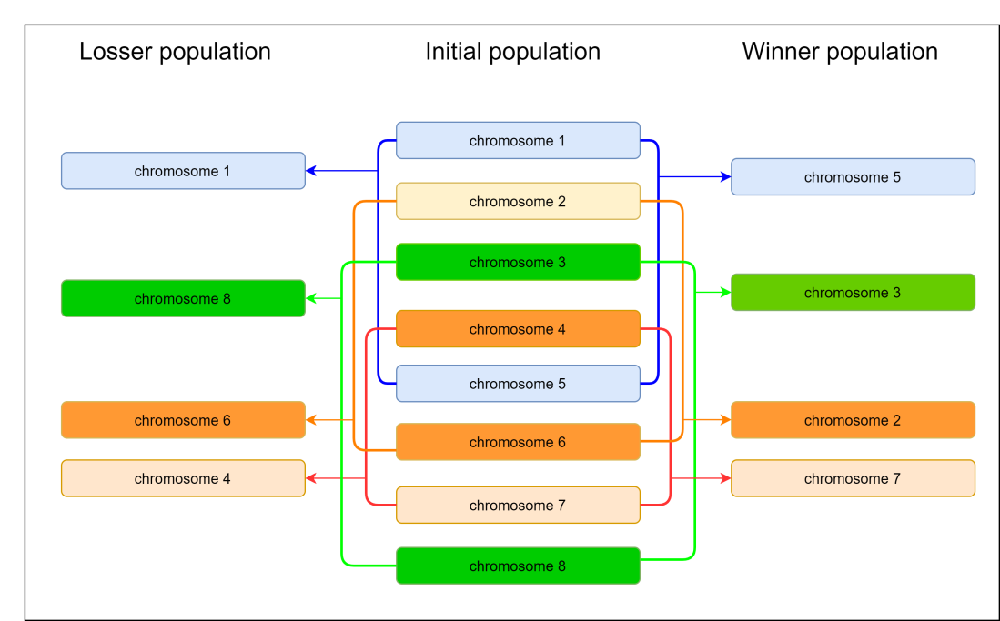 Losser population
Initial population
Winner population
chromosome 1
chromosome 8
chromosome 6
chromosome 4
chromosome 1
chromosome 2
chromosome 3
chromosome 4
chromosome 5
chromosome 6
chromosome 7
chromosome 8
chromosome 5
chromosome 3
chromosome 2
chromosome 7